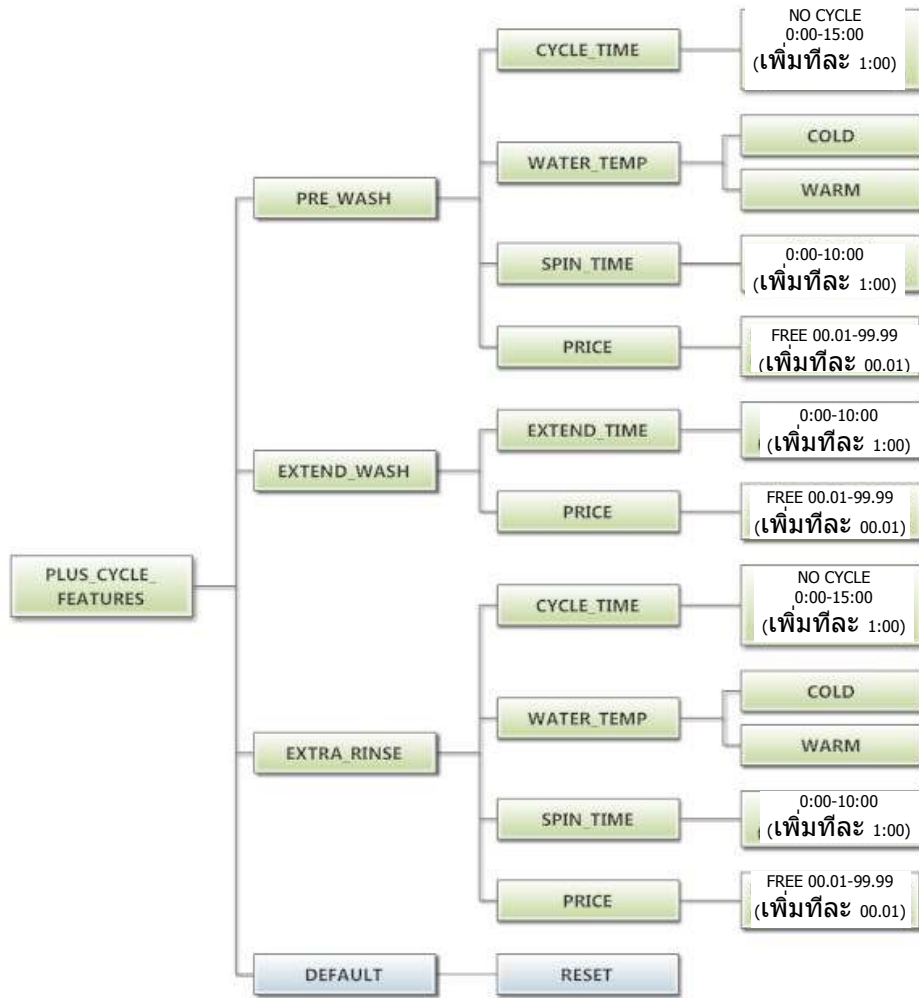 NO CYCLE
0:00-15:00
(เพิ่มทีละ 1:00)
CYCLE_TIME
COLD
WATER_TEMP
WARM
PRE_WASH
0:00-10:00
SPIN_TIME
(เพิ่มทีละ 1:00)
FREE 00.01-99.99
PRICE
(เพิ่มทีละ 00.01)
0:00-10:00
EXTEND_TIME
(เพิ่มทีละ 1:00)
EXTEND_WASH
FREE 00.01-99.99
PRICE
(เพิ่มทีละ 00.01)
PLUS_CYCLE_
FEATURES
NO CYCLE
0:00-15:00
CYCLE_TIME
(เพิ่มทีละ 1:00)
COLD
WATER_TEMP
WARM
EXTRA_RINSE
0:00-10:00
SPIN_TIME
(เพิ่มทีละ 1:00)
FREE 00.01-99.99
PRICE
(เพิ่มทีละ 00.01)
DEFAULT
RESET